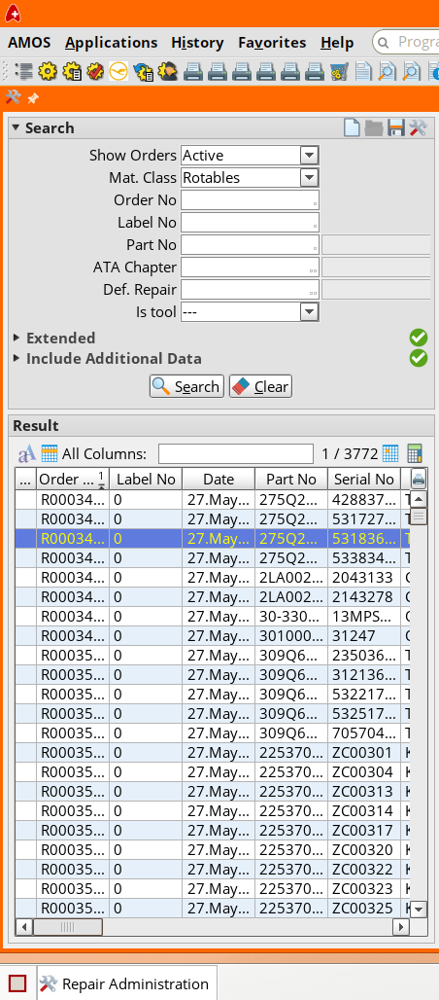 AMOS Applications History Favorites Help Progra
Search
Show Orders Active
Mat. Class Rotables
Order No
Label No
Part No
ATA Chapter
Def. Repair
Is tool ---
Extended
Include Additional Data
Search Clear
Result
All Columns: 1 / 3772
... Order ... 1 Label No Date Part No Serial No
R00034... 0 27.May... 275Q2... 428837... T
R00034... 0 27.May... 275Q2... 531727... T
R00034... 0 27.May... 275Q2... 531836... T
R00034... 0 27.May... 275Q2... 533834... T
R00034... 0 27.May... 2LA002... 2043133
R00034... 0 27.May... 2LA002... 2143278
R00034... 0 27.May... 30-330... 13MPS...
R00034... 0 27.May... 301000... 31247
R00035... 0 27.May... 309Q6... 235036... T
R00035... 0 27.May... 309Q6... 312136... T
R00035... 0 27.May... 309Q6... 532217... T
R00035... 0 27.May... 309Q6... 532517... T
R00035... 0 27.May... 309Q6... 705704... T
R00035... 0 27.May... 225370... ZC00301 K
R00035... 0 27.May... 225370... ZC00304 K
R00035... 0 27.May... 225370... ZC00313 K
R00035... 0 27.May... 225370... ZC00314 K
R00035... 0 27.May... 225370... ZC00317 K
R00035... 0 27.May... 225370... ZC00320 K
R00035... 0 27.May... 225370... ZC00322 K
R00035... 0 27.May... 225370... ZC00323 K
R00035... 0 27.May... 225370... ZC00325 K
Repair Administration